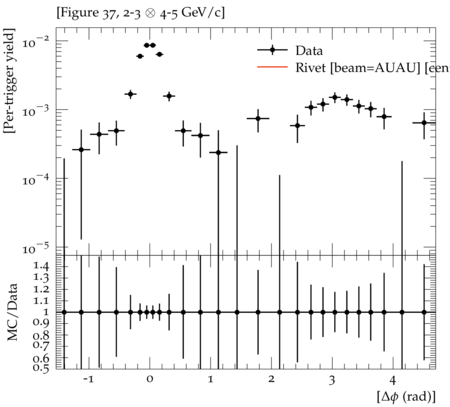 [Figure 37, 2-3 ⊗ 4-5 GeV/c]
[Per-trigger yield]
10⁻²
10⁻³
10⁻⁴
10⁻⁵
Data
Rivet [beam=AUAU] [cen
MC/Data
1.4
1.3
1.2
1.1
1
0.9
0.8
0.7
0.6
0.5
-1 0 1 2 3 4
[Δϕ (rad)]